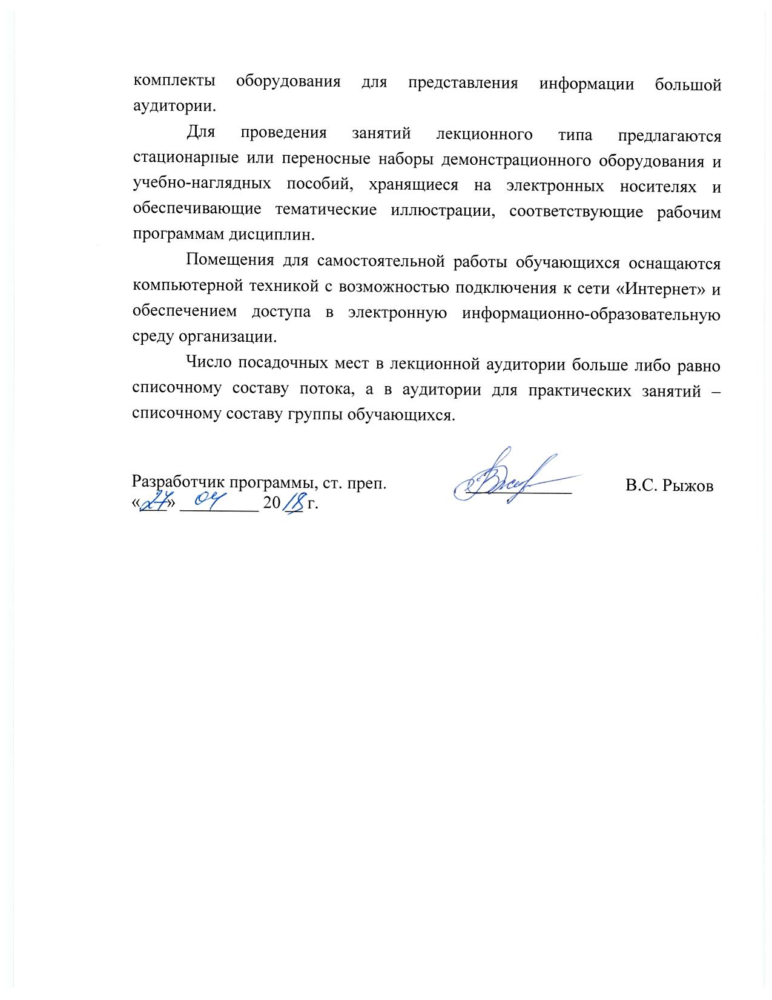 комплекты оборудования для представления информации большой
аудитории.
Для проведения занятий лекционного типа предлагаются
стационарные или переносные наборы демонстрационного оборудования и
учебно-наглядных пособий, хранящиеся на электронных носителях и
обеспечивающие тематические иллюстрации, соответствующие рабочим
программам дисциплин.
Помещения для самостоятельной работы обучающихся оснащаются
компьютерной техникой с возможностью подключения к сети «Интернет» и
обеспечением доступа в электронную информационно-образовательную
среду организации.
Число посадочных мест в лекционной аудитории больше либо равно
списочному составу потока, а в аудитории для практических занятий –
списочному составу группы обучающихся.
Разработчик программы, ст. преп. В.С. Рыжов
«27» 04 2018 г.